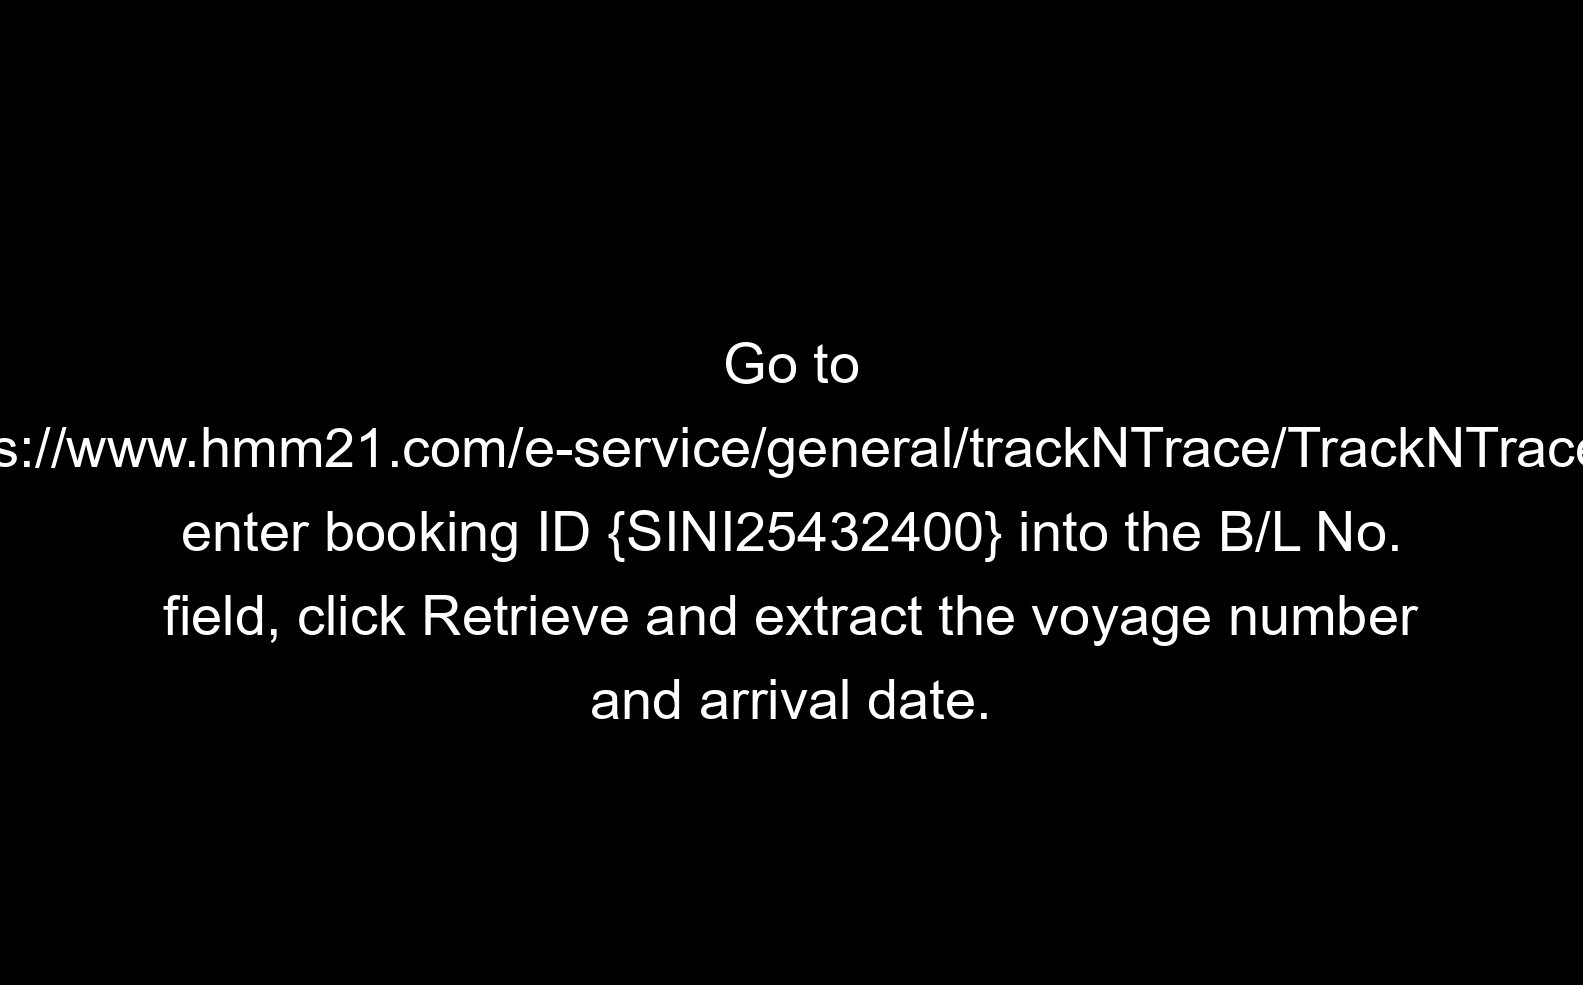 Go to
s://www.hmm21.com/e-service/general/trackNTrace/TrackNTrace
enter booking ID {SINI25432400} into the B/L No.
field, click Retrieve and extract the voyage number
and arrival date.